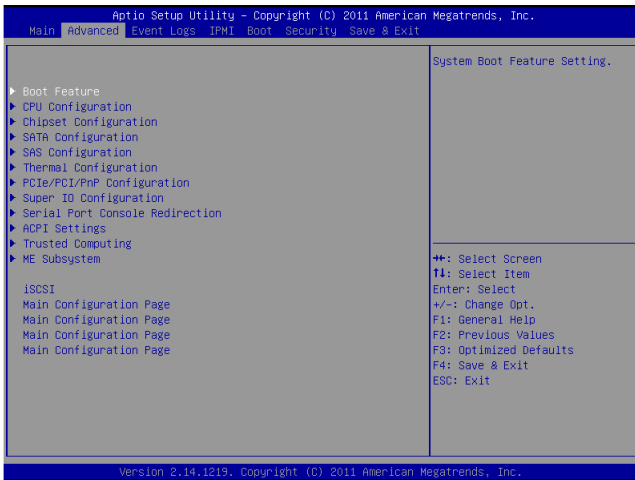 Aptio Setup Utility – Copyright (C) 2011 American Megatrends, Inc.
Main Advanced Event Logs IPMI Boot Security Save & Exit
System Boot Feature Setting.
▶ Boot Feature
▶ CPU Configuration
▶ Chipset Configuration
▶ SATA Configuration
▶ SAS Configuration
▶ Thermal Configuration
▶ PCIe/PCI/PnP Configuration
▶ Super IO Configuration
▶ Serial Port Console Redirection
▶ ACPI Settings
▶ Trusted Computing
▶ ME Subsystem
iSCSI
Main Configuration Page
Main Configuration Page
Main Configuration Page
Main Configuration Page
→←: Select Screen
↑↓: Select Item
Enter: Select
+/-: Change Opt.
F1: General Help
F2: Previous Values
F3: Optimized Defaults
F4: Save & Exit
ESC: Exit
Version 2.14.1219. Copyright (C) 2011 American Megatrends, Inc.